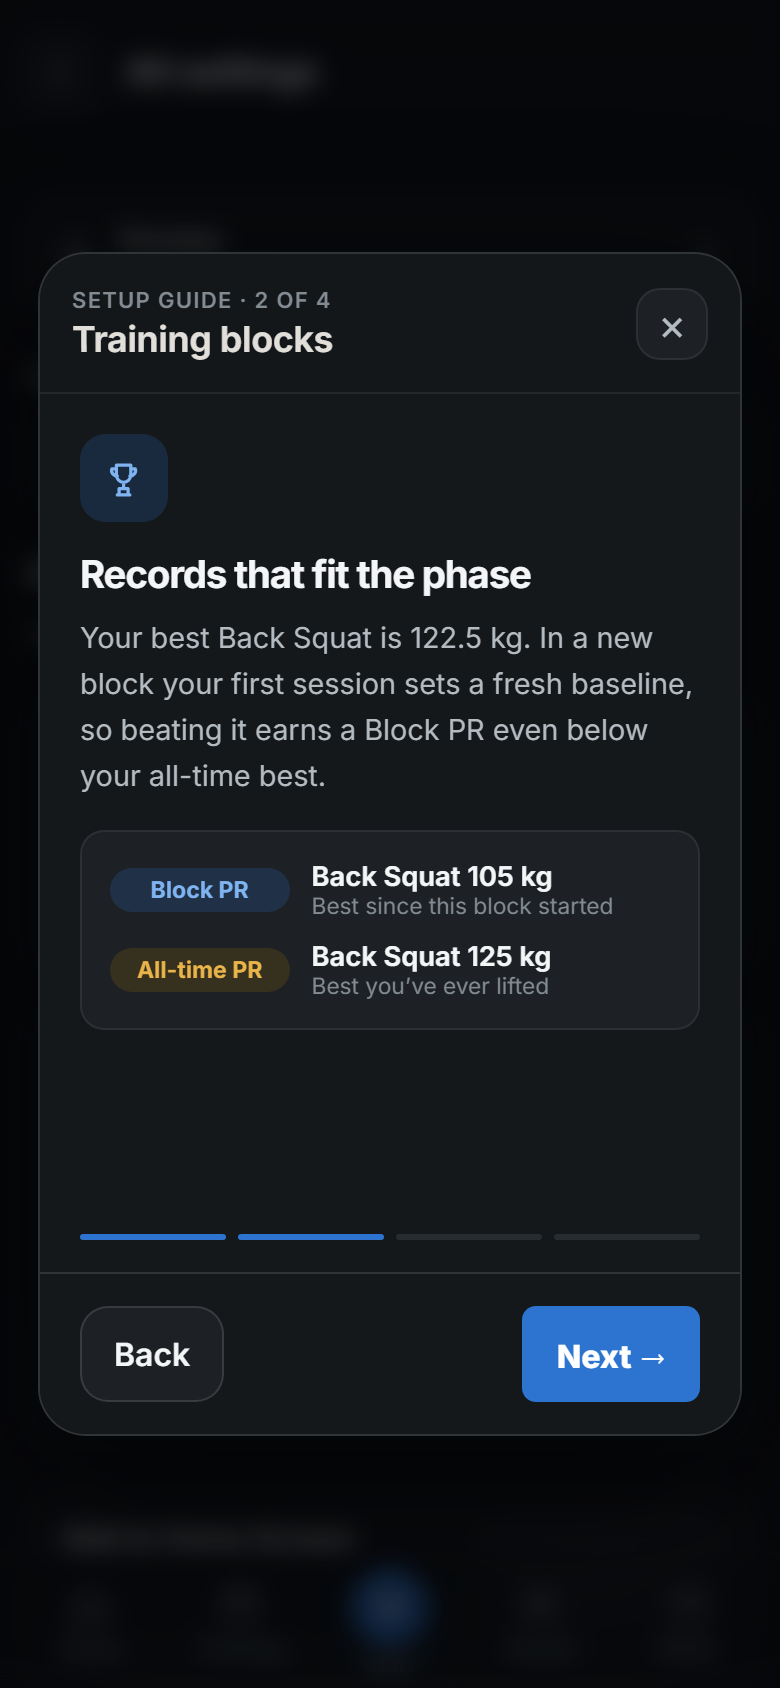 SETUP GUIDE · 2 OF 4
Training blocks
Records that fit the phase
Your best Back Squat is 122.5 kg. In a new
block your first session sets a fresh baseline,
so beating it earns a Block PR even below
your all-time best.
Block PR
Back Squat 105 kg
Best since this block started
All-time PR
Back Squat 125 kg
Best you’ve ever lifted
Back
Next →